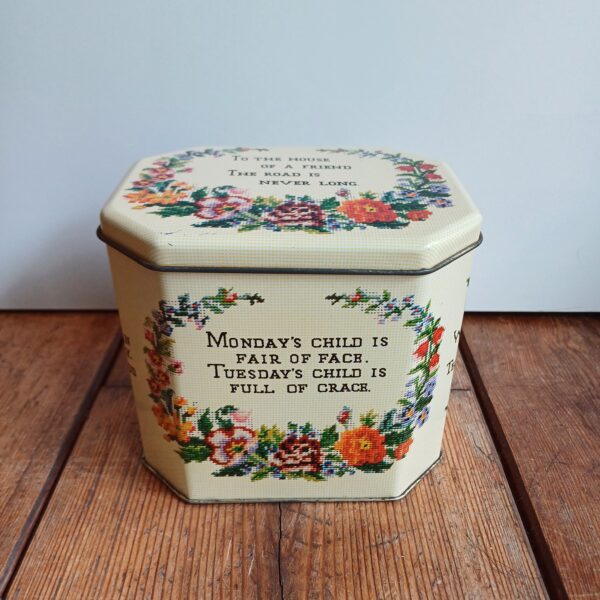 TO THE HOUSE
OF A FRIEND
THE ROAD IS
NEVER LONG
MONDAY'S CHILD IS
FAIR OF FACE.
TUESDAY'S CHILD IS
FULL OF GRACE.